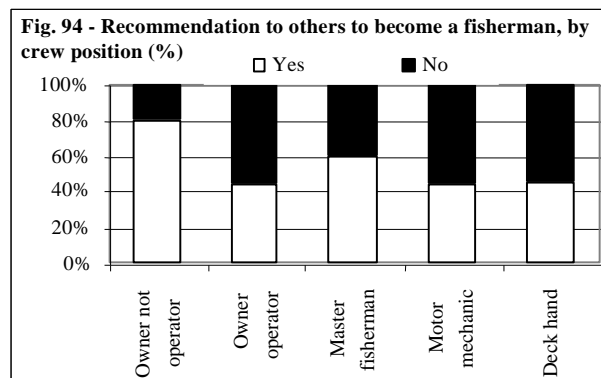 Fig. 94 - Recommendation to others to become a fisherman, by
crew position (%)
Yes No
100%
80%
60%
40%
20%
0%
Owner not
operator
Owner
operator
Master
fisherman
Motor
mechanic
Deck hand